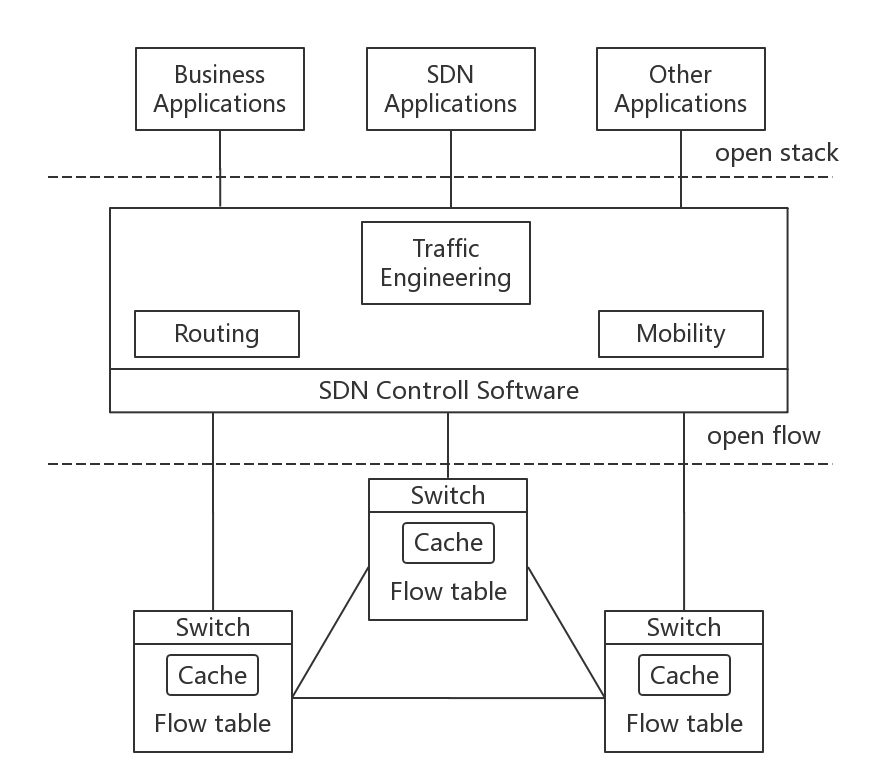 Business
Applications
SDN
Applications
Other
Applications
open stack
Traffic
Engineering
Routing
Mobility
SDN Controll Software
open flow
Switch
Cache
Flow table
Switch
Cache
Flow table
Switch
Cache
Flow table